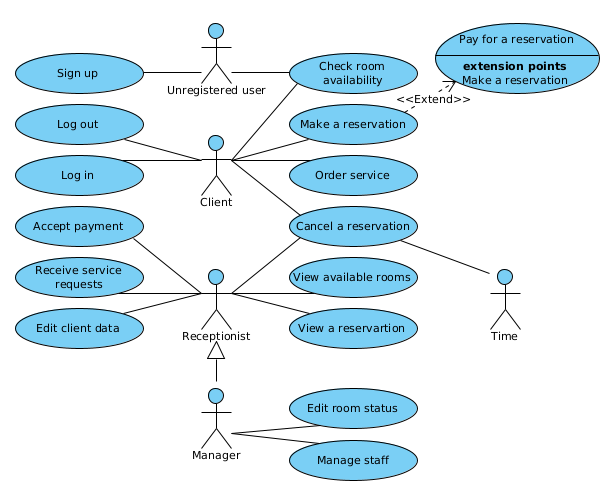 Pay for a reservation
extension points
Make a reservation
Sign up
Check room
availability
Unregistered user
<<Extend>>
Log out
Make a reservation
Log in
Order service
Client
Accept payment
Cancel a reservation
Receive service
requests
View available rooms
Edit client data
View a reservartion
Receptionist
Time
Edit room status
Manager
Manage staff